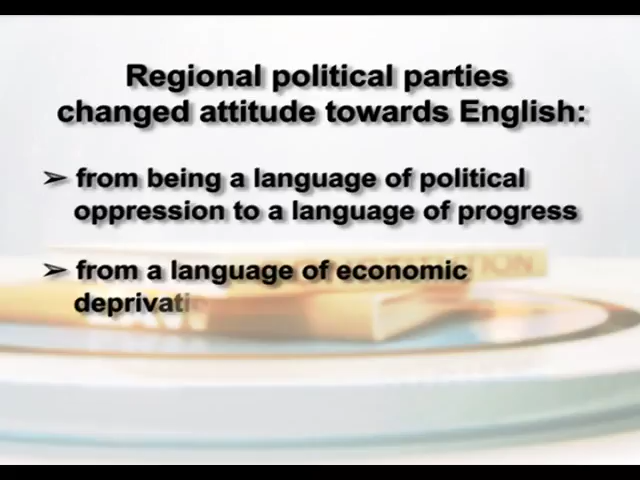 Regional political parties
changed attitude towards English:
➢ from being a language of political
oppression to a language of progress
➢ from a language of economic
deprivati